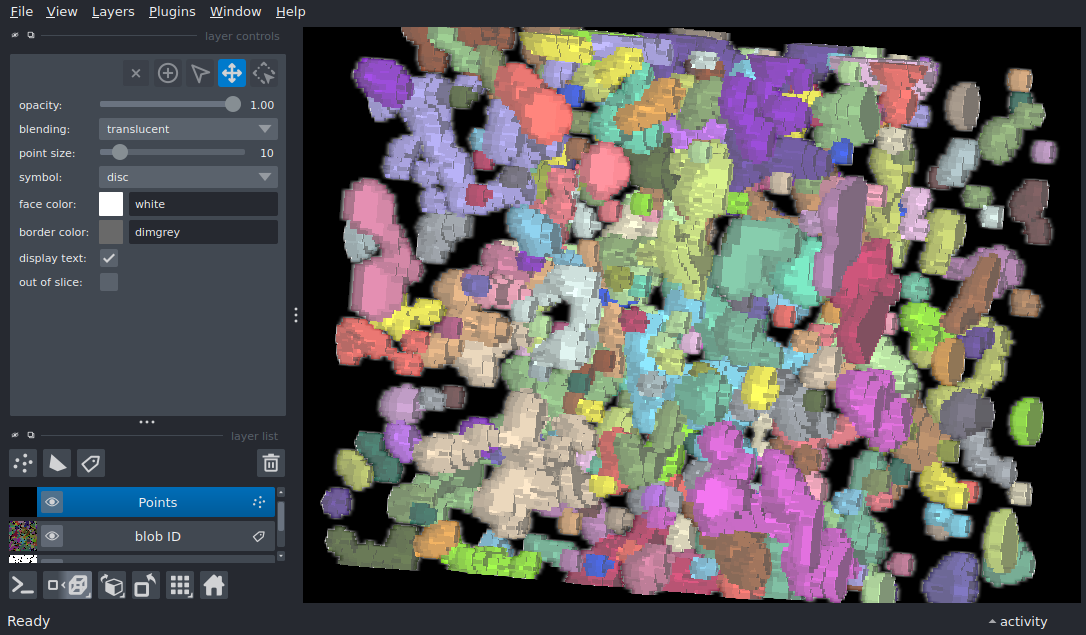 File View Layers Plugins Window Help
layer controls
opacity: 1.00
blending: translucent
point size: 10
symbol: disc
face color: white
border color: dimgrey
display text:
out of slice:
layer list
Points
blob ID
Ready activity